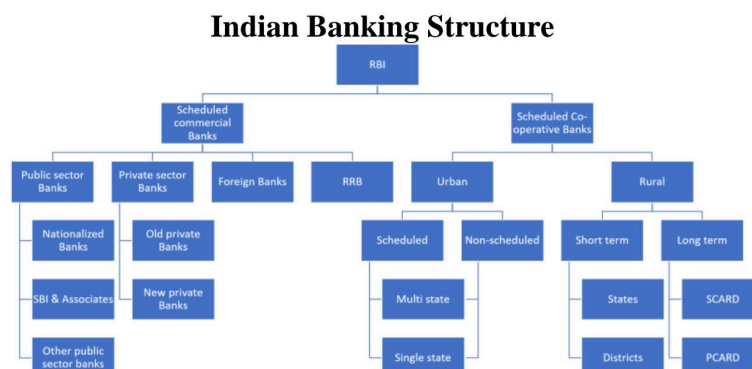 Indian Banking Structure
RBI
Scheduled
commercial
Banks
Scheduled Co-
operative Banks
Public sector
Banks
Private sector
Banks
Foreign Banks
RRB
Urban
Rural
Nationalized
Banks
Old private
Banks
Scheduled
Non-scheduled
Short term
Long term
SBI & Associates
New private
Banks
Multi state
States
SCARD
Other public
sector banks
Single state
Districts
PCARD